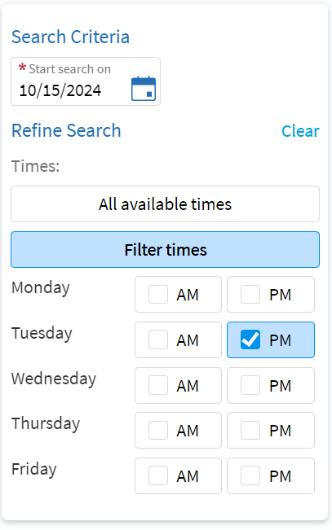 Search Criteria
* Start search on
10/15/2024
Refine Search Clear
Times:
All available times
Filter times
Monday AM PM
Tuesday AM PM
Wednesday AM PM
Thursday AM PM
Friday AM PM